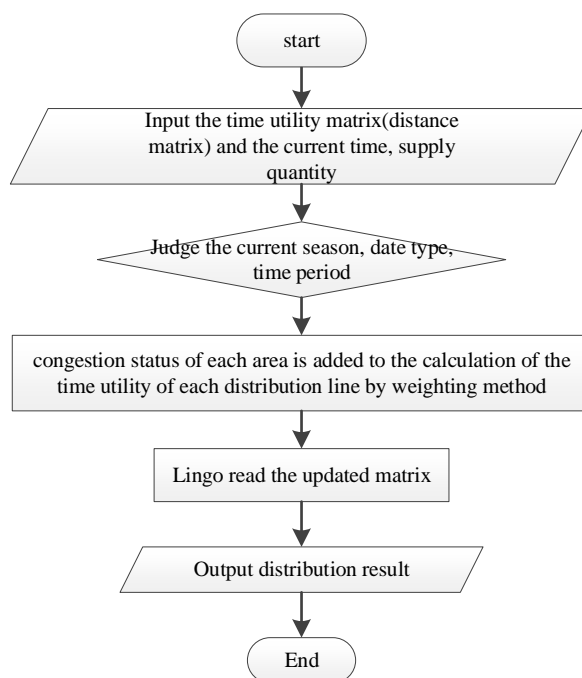 start
Input the time utility matrix(distance
matrix) and the current time, supply
quantity
Judge the current season, date type,
time period
congestion status of each area is added to the calculation of the
time utility of each distribution line by weighting method
Lingo read the updated matrix
Output distribution result
End